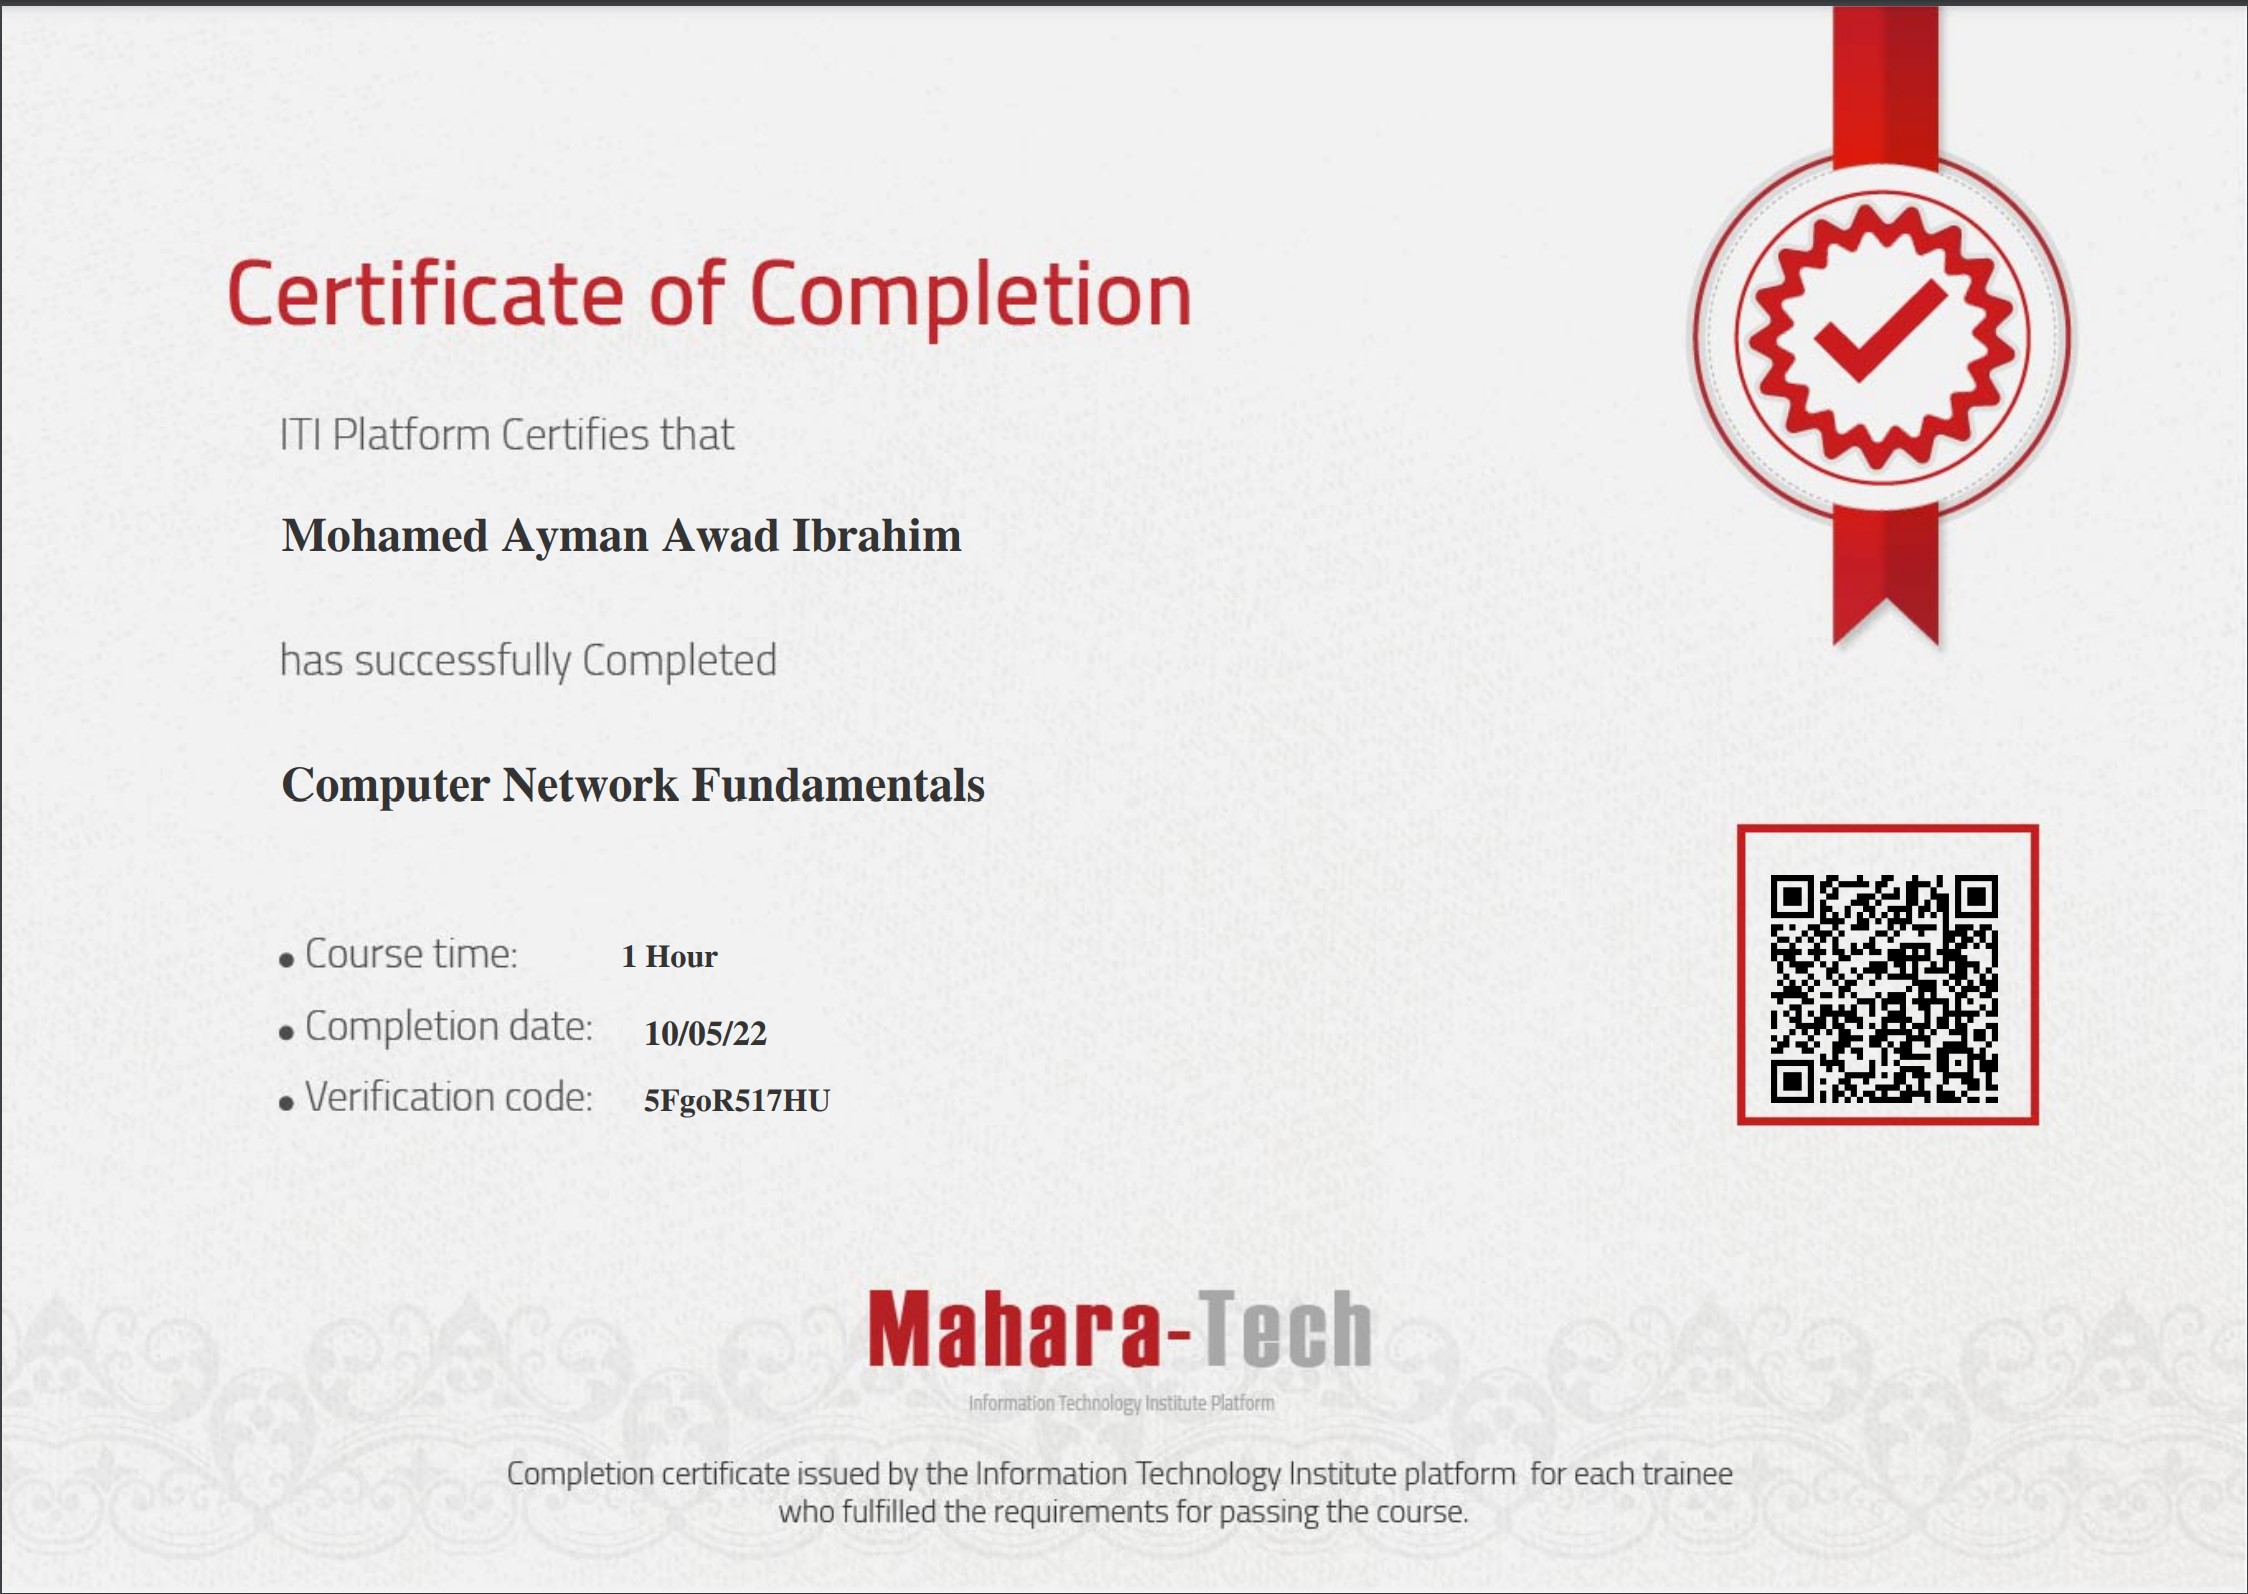 Certificate of Completion
ITI Platform Certifies that
Mohamed Ayman Awad Ibrahim
has successfully Completed
Computer Network Fundamentals
• Course time: 1 Hour
• Completion date: 10/05/22
• Verification code: 5FgoR517HU
Mahara-Tech
Information Technology Institute Platform
Completion certificate issued by the Information Technology Institute platform for each trainee
who fulfilled the requirements for passing the course.